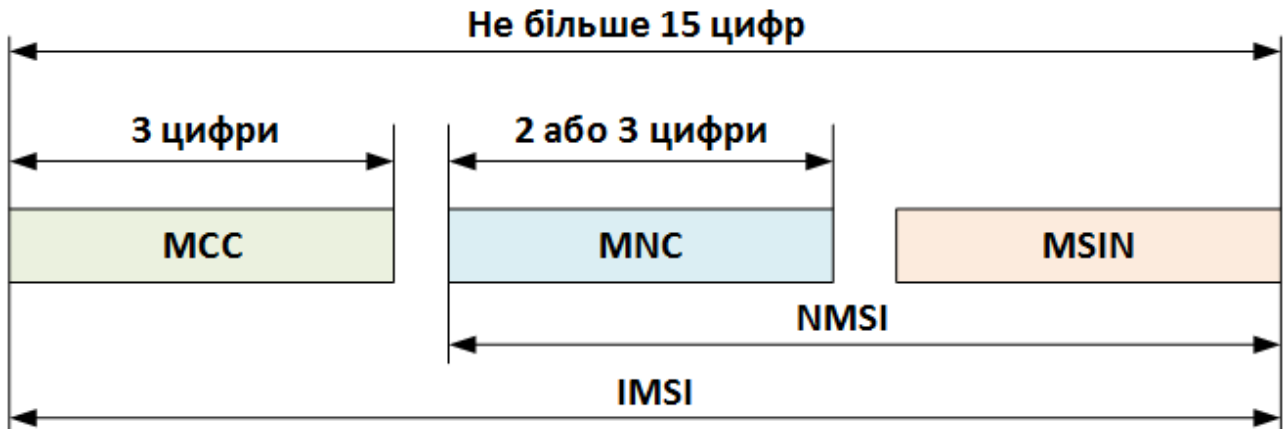 Не більше 15 цифр
3 цифри
2 або 3 цифри
MCC
MNC
MSIN
NMSI
IMSI